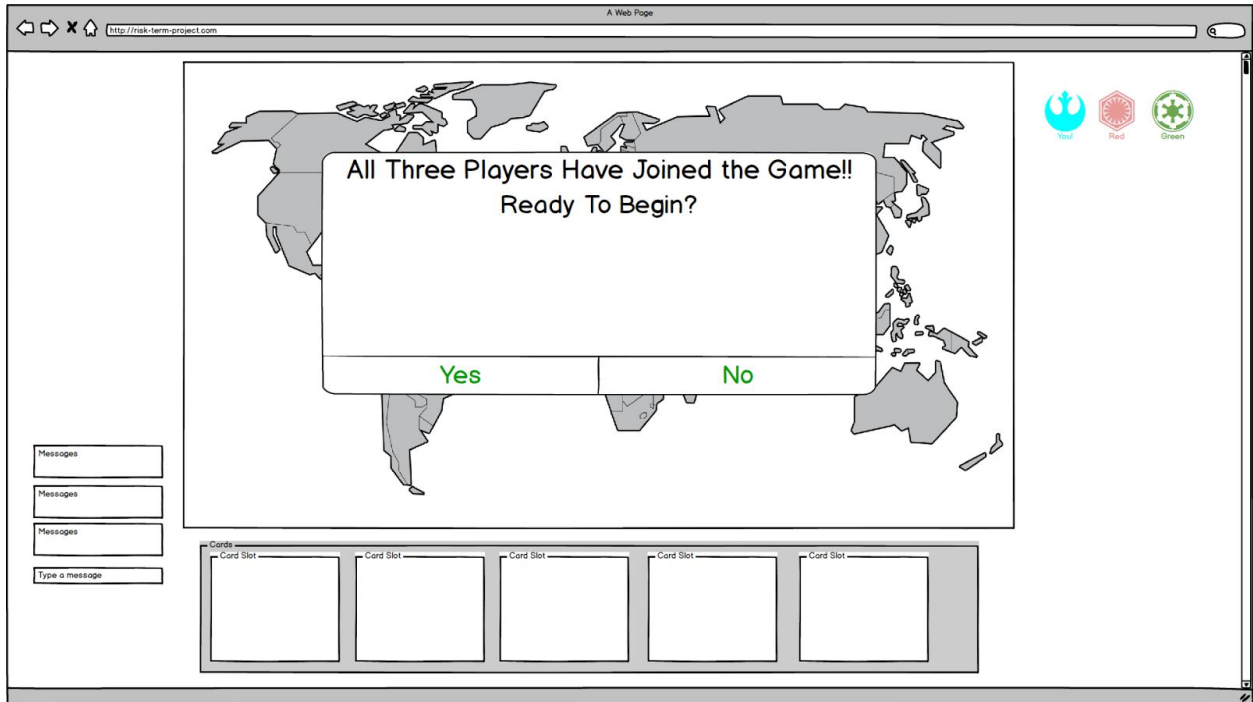 A Web Page
http://risk-term-project.com
You!
Red
Green
All Three Players Have Joined the Game!!
Ready To Begin?
Yes
No
Messages
Messages
Messages
Type a message
Cards
Card Slot
Card Slot
Card Slot
Card Slot
Card Slot